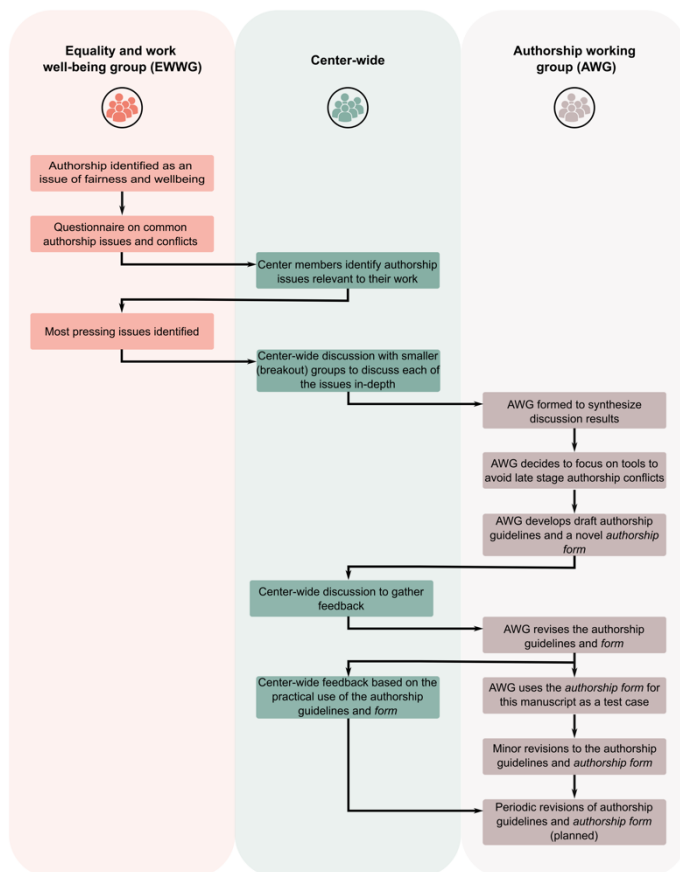 Equality and work
well-being group (EWWG)
Center-wide
Authorship working
group (AWG)
Authorship identified as an
issue of fairness and wellbeing
Questionnaire on common
authorship issues and conflicts
Center members identify authorship
issues relevant to their work
Most pressing issues identified
Center-wide discussion with smaller
(breakout) groups to discuss each of
the issues in-depth
AWG formed to synthesize
discussion results
AWG decides to focus on tools to
avoid late stage authorship conflicts
AWG develops draft authorship
guidelines and a novel authorship
form
Center-wide discussion to gather
feedback
AWG revises the authorship
guidelines and form
Center-wide feedback based on the
practical use of the authorship
guidelines and form
AWG uses the authorship form for
this manuscript as a test case
Minor revisions to the authorship
guidelines and authorship form
Periodic revisions of authorship
guidelines and authorship form
(planned)